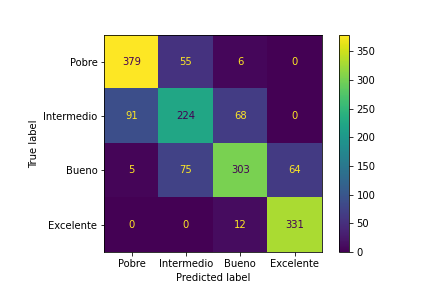 Pobre 379 55 6 0
Intermedio 91 224 68 0
Bueno 5 75 303 64
Excelente 0 0 12 331
Pobre Intermedio Bueno Excelente
Predicted label
True label
350
300
250
200
150
100
50
0